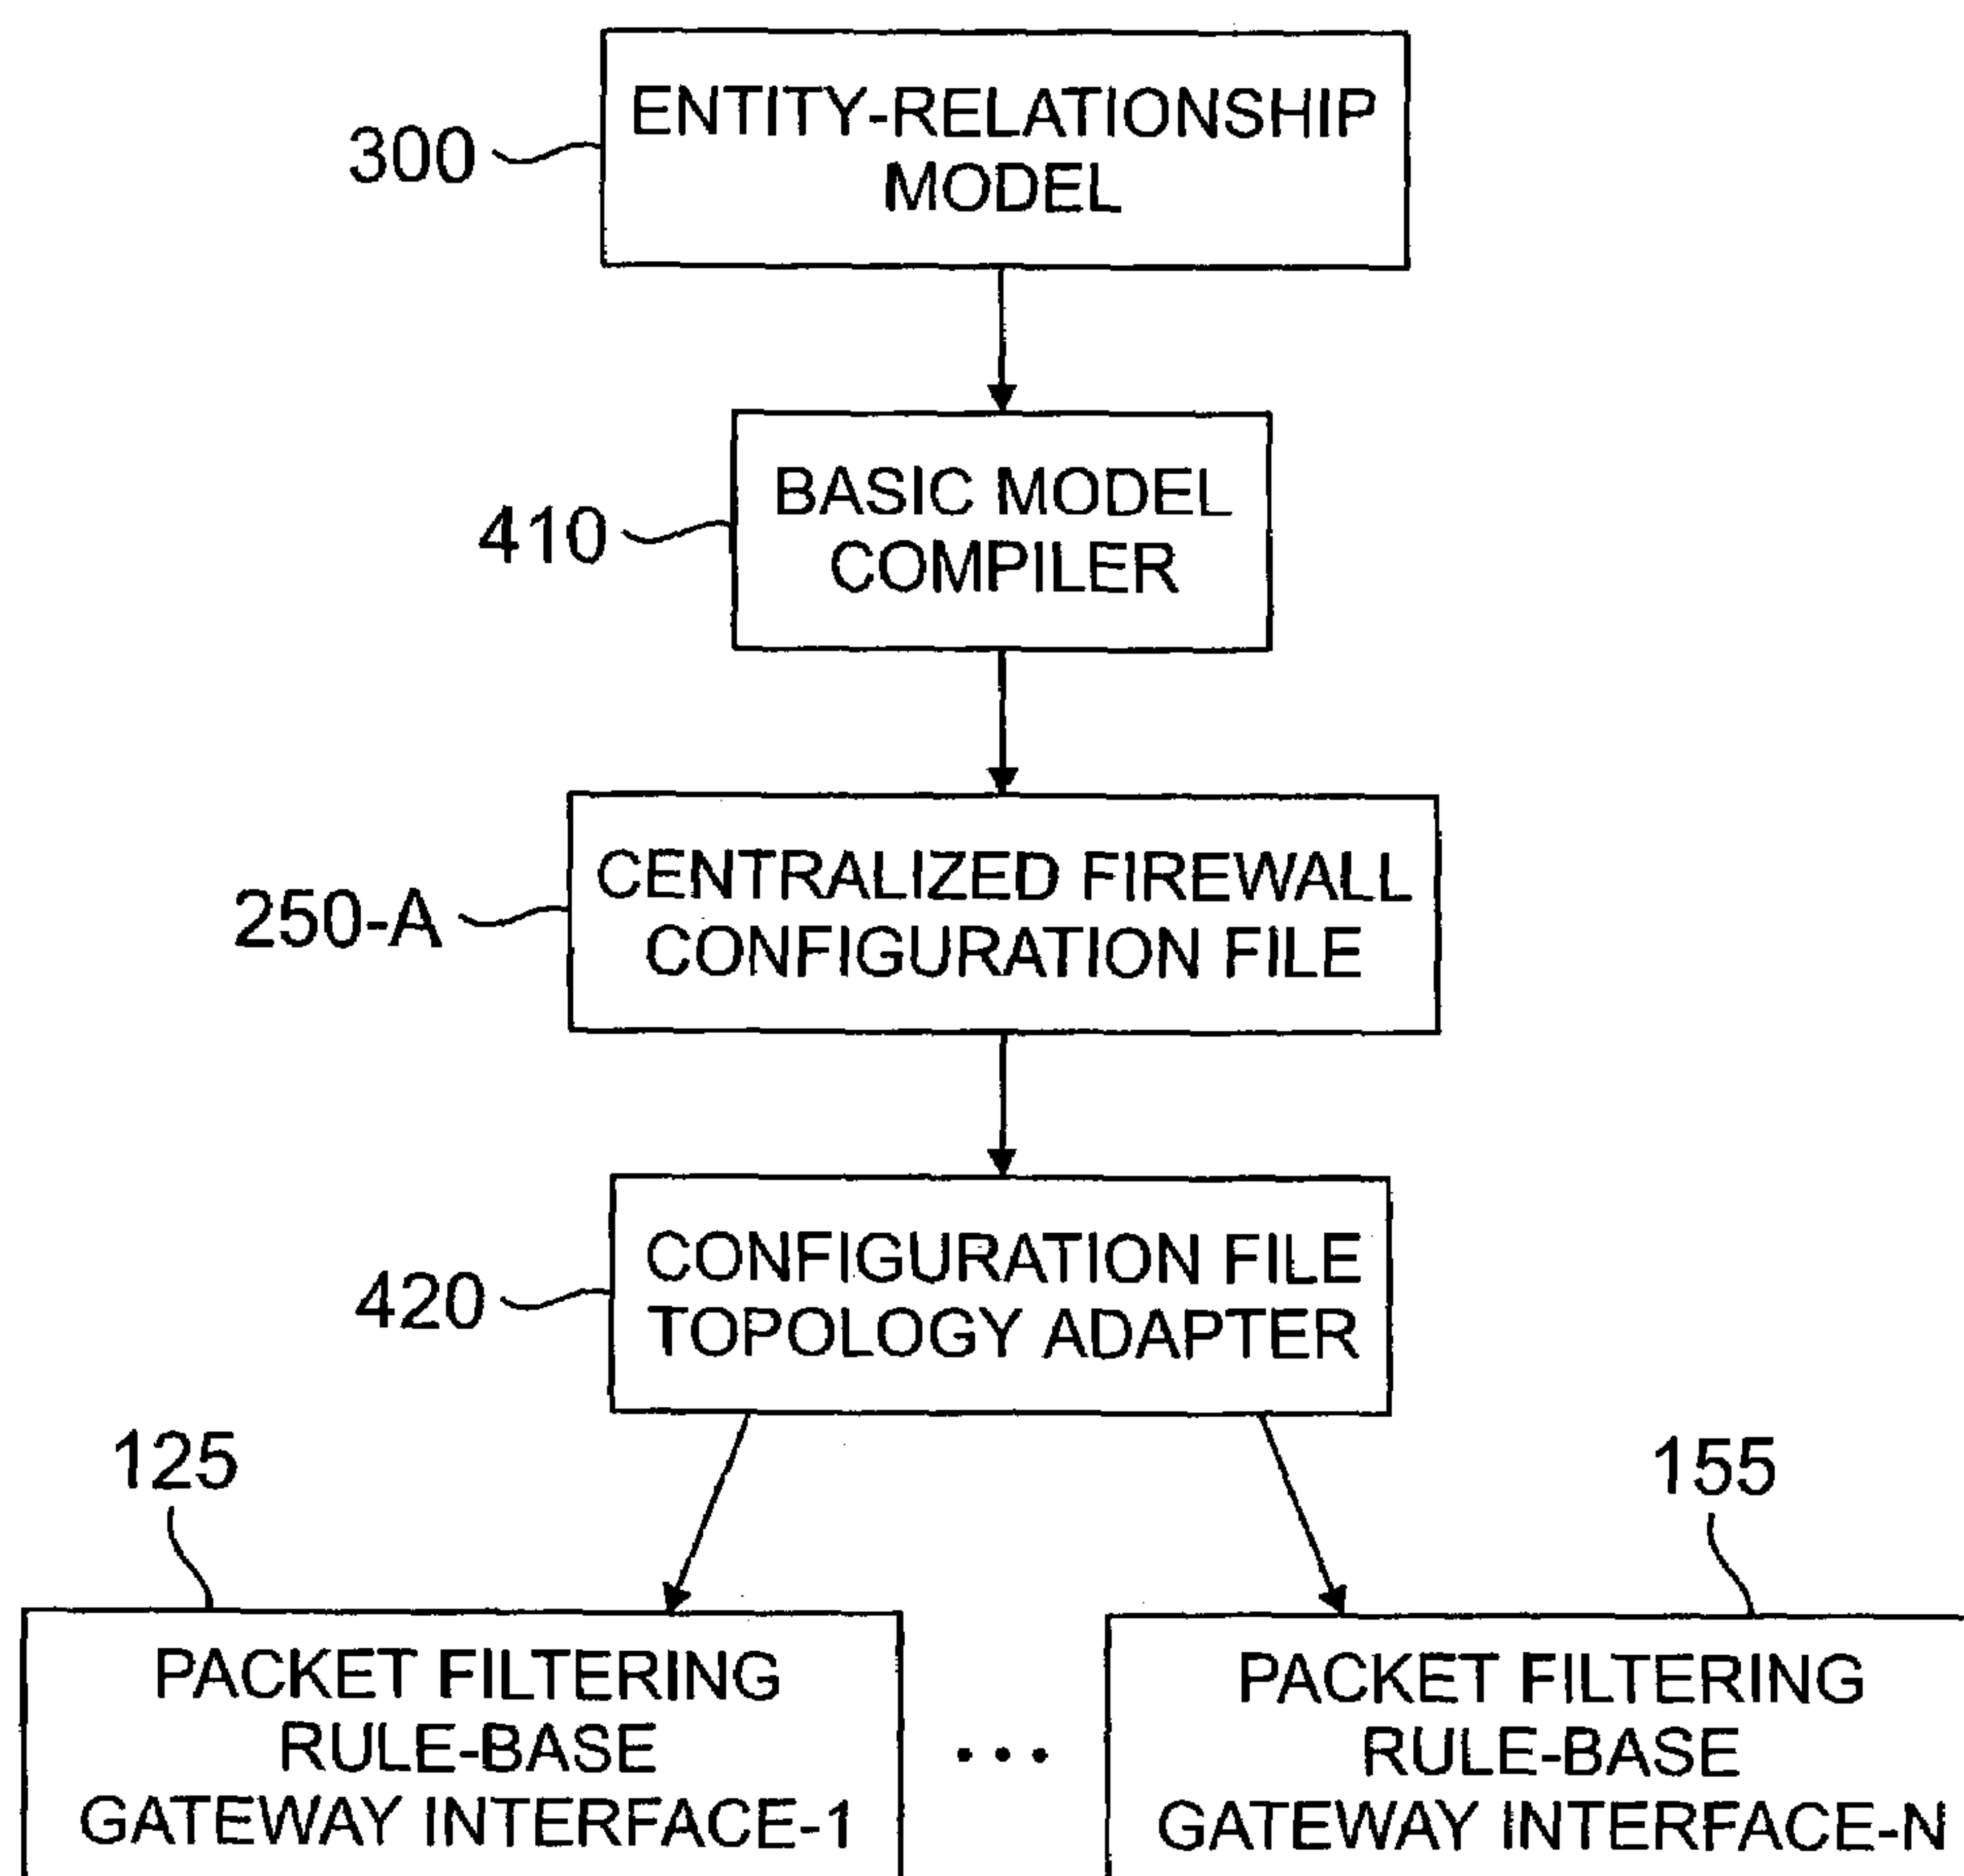 ENTITY-RELATIONSHIP
MODEL
300
BASIC MODEL
COMPILER
410
CENTRALIZED FIREWALL
CONFIGURATION FILE
250-A
CONFIGURATION FILE
TOPOLOGY ADAPTER
420
125
155
PACKET FILTERING
RULE-BASE
GATEWAY INTERFACE-1
PACKET FILTERING
RULE-BASE
GATEWAY INTERFACE-N